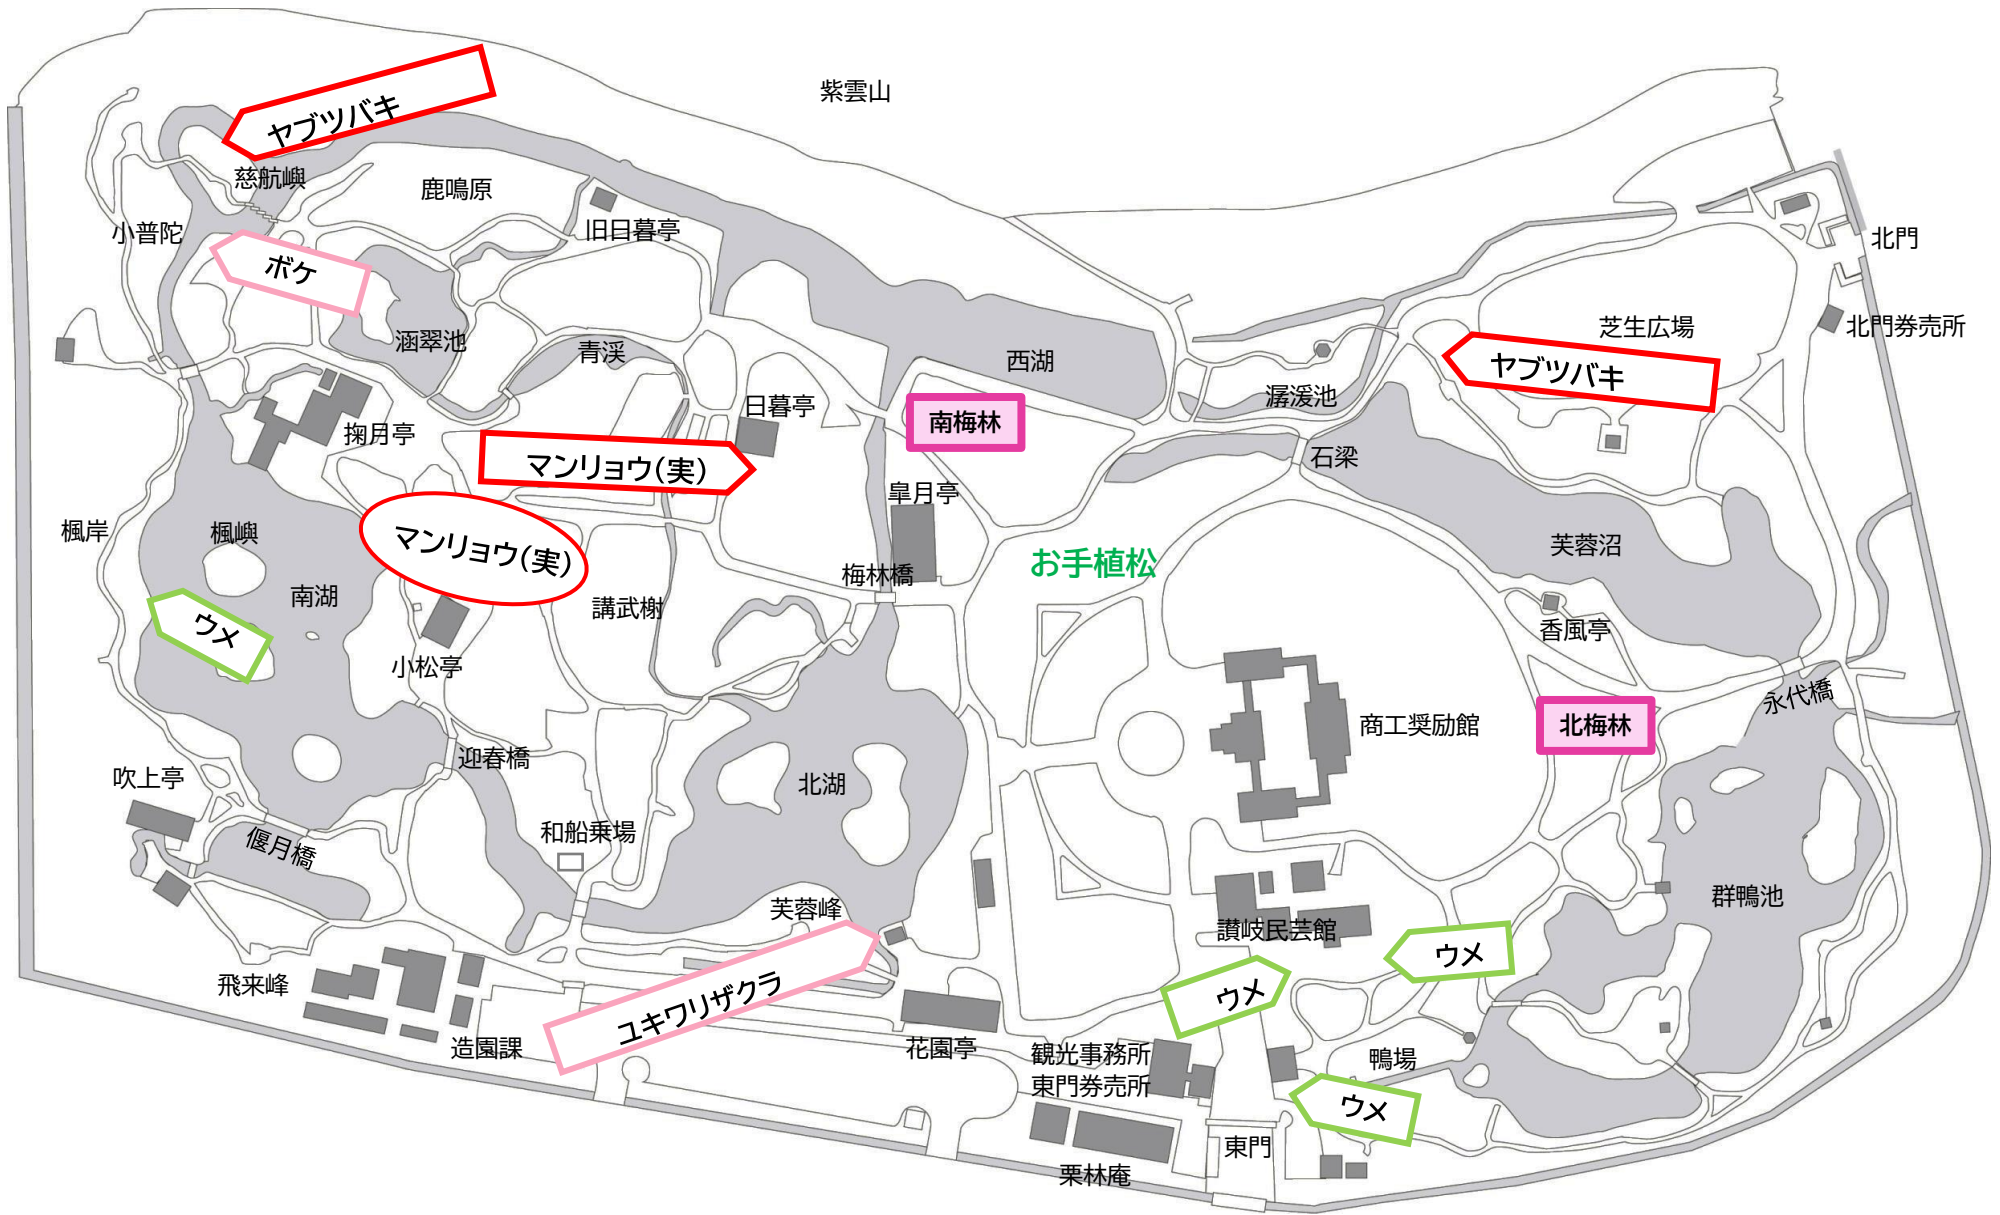 紫雲山
ヤブツバキ
慈航嶼
鹿鳴原
小普陀
旧日暮亭
北門
ボケ
涵翠池
青渓
西湖
芝生広場
北門券売所
ヤブツバキ
潺湲池
日暮亭
南梅林
掬月亭
石梁
マンリョウ(実)
皐月亭
楓岸
楓嶼
マンリョウ(実)
お手植松
芙蓉沼
梅林橋
南湖
講武榭
香風亭
ウメ
小松亭
永代橋
商工奨励館
北梅林
迎春橋
吹上亭
北湖
和船乗場
偃月橋
群鴨池
芙蓉峰
讃岐民芸館
ウメ
飛来峰
ユキワリザクラ
ウメ
造園課
花園亭
観光事務所
東門券売所
鴨場
ウメ
東門
栗林庵